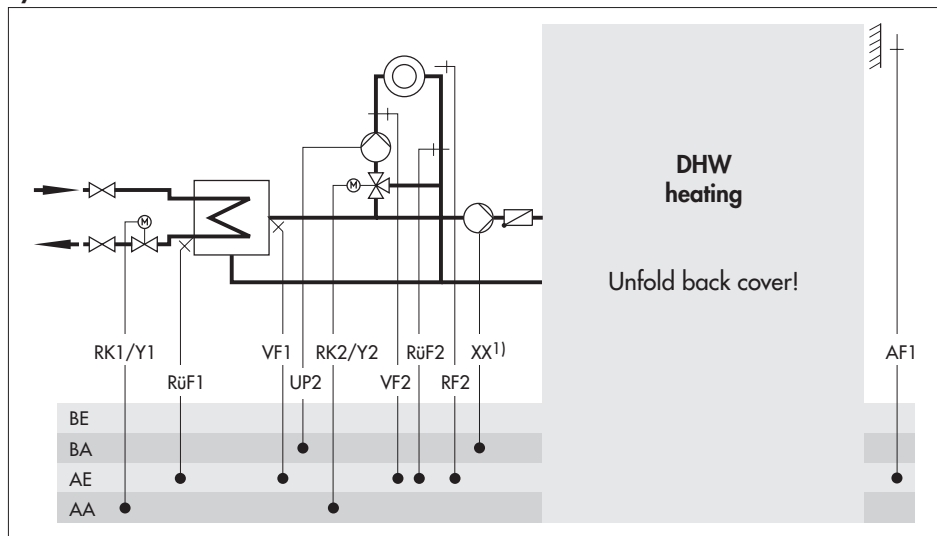 DHW
heating
Unfold back cover!
M
M
RK1/Y1
VF1
RK2/Y2
RüF2
XX1)
AF1
RüF1
UP2
VF2
RF2
BE
BA
AE
AA